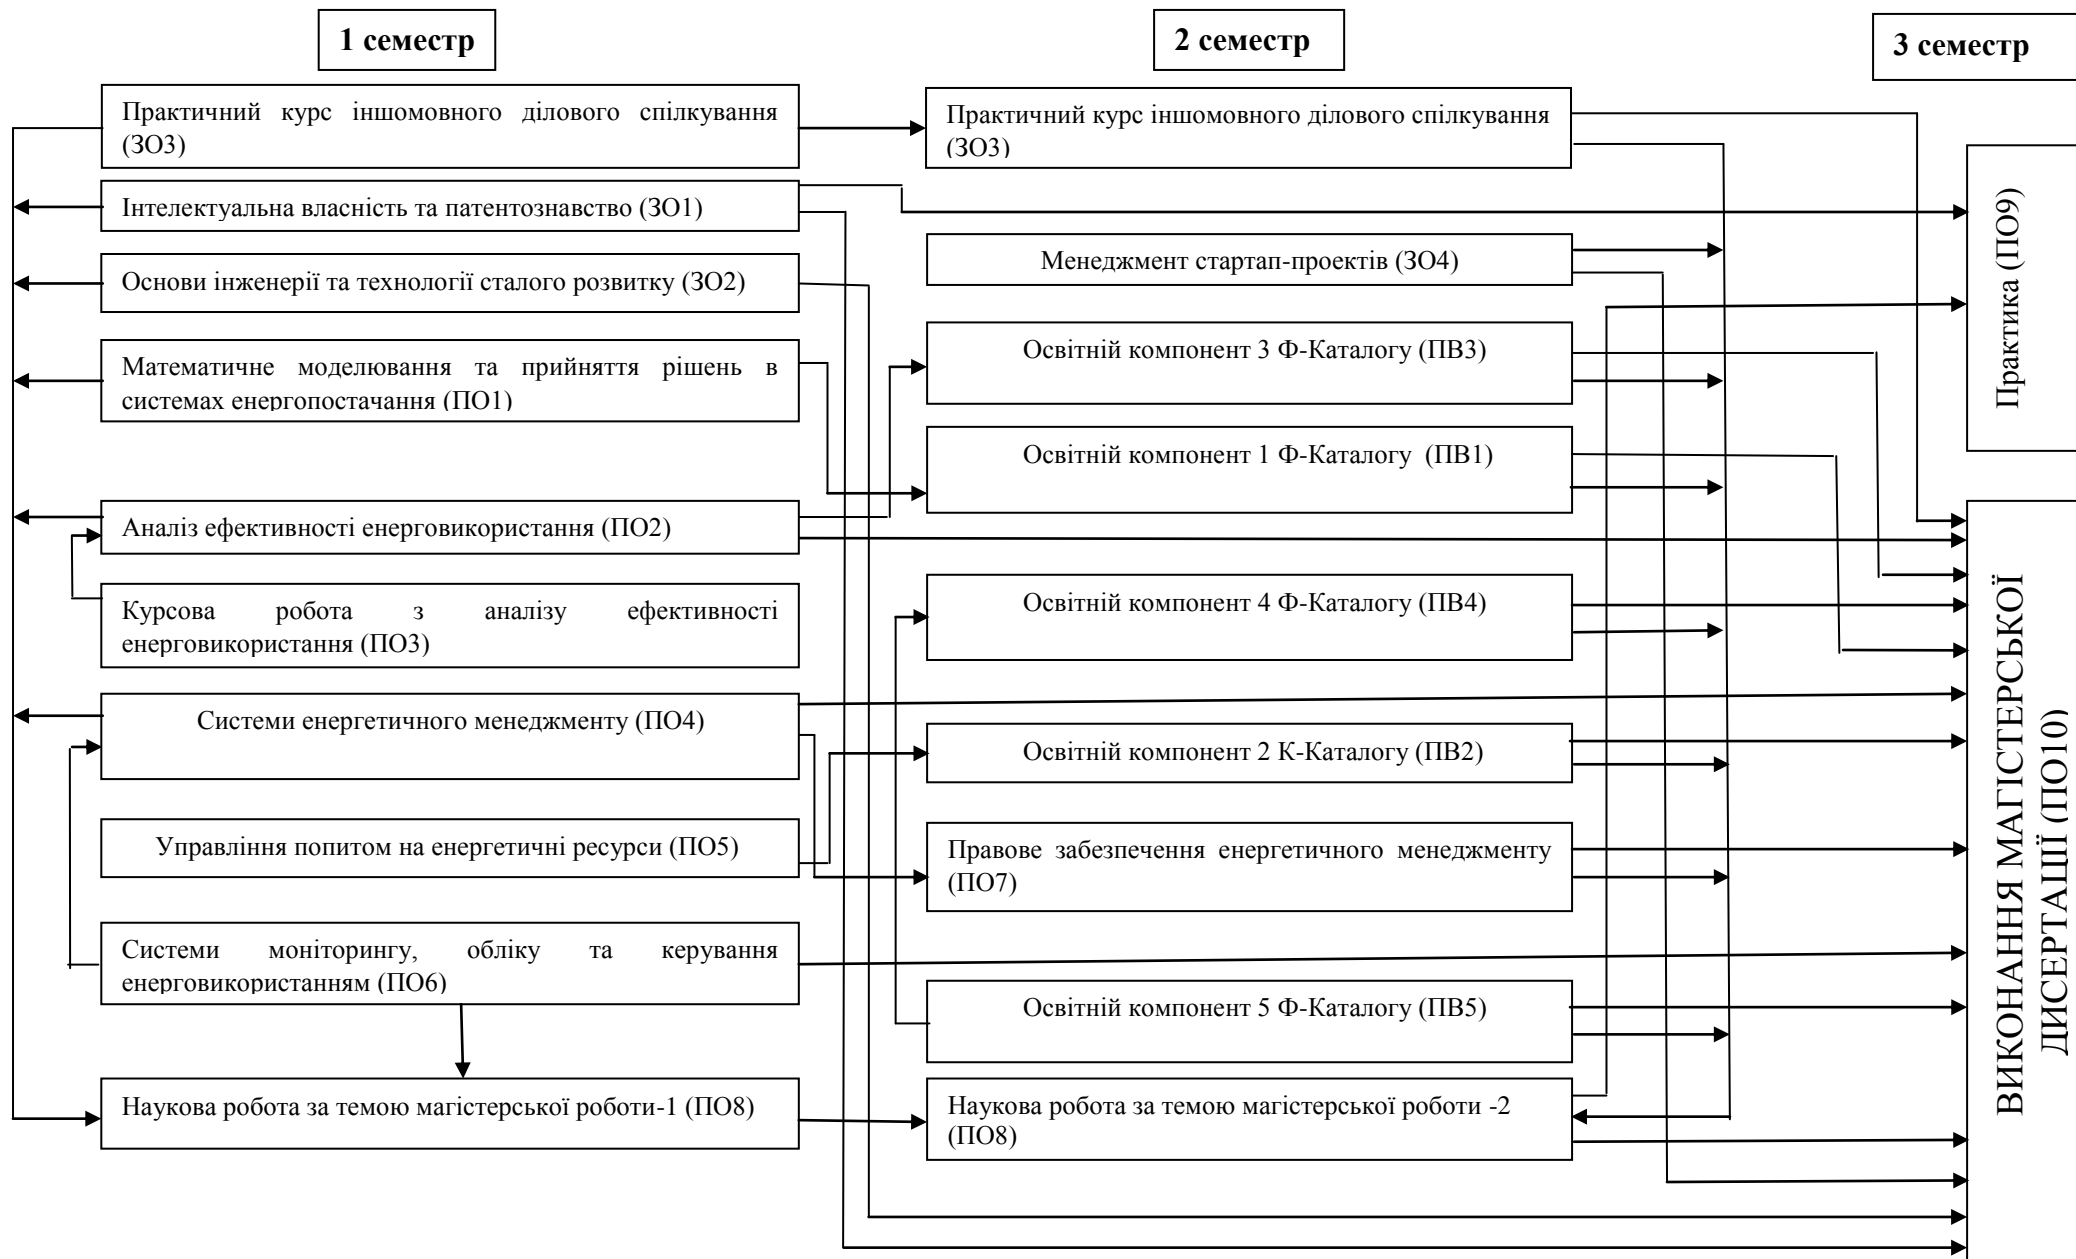 1 семестр
2 семестр
3 семестр
Практичний курс іншомовного ділового спілкування
(ЗО3)
Інтелектуальна власність та патентознавство (ЗО1)
Основи інженерії та технології сталого розвитку (ЗО2)
Математичне моделювання та прийняття рішень в
системах енергопостачання (ПО1)
Аналіз ефективності енерговикористання (ПО2)
Курсова робота з аналізу ефективності
енерговикористання (ПО3)
Системи енергетичного менеджменту (ПО4)
Управління попитом на енергетичні ресурси (ПО5)
Системи моніторингу, обліку та керування
енерговикористанням (ПО6)
Наукова робота за темою магістерської роботи-1 (ПО8)
Практичний курс іншомовного ділового спілкування
(ЗО3)
Менеджмент стартап-проектів (ЗО4)
Освітній компонент 3 Ф-Каталогу (ПВ3)
Освітній компонент 1 Ф-Каталогу (ПВ1)
Освітній компонент 4 Ф-Каталогу (ПВ4)
Освітній компонент 2 К-Каталогу (ПВ2)
Правове забезпечення енергетичного менеджменту
(ПО7)
Освітній компонент 5 Ф-Каталогу (ПВ5)
Наукова робота за темою магістерської роботи -2
(ПО8)
Практика (ПО9)
ВИКОНАННЯ МАГІСТЕРСЬКОЇ
ДИСЕРТАЦІЇ (ПО10)